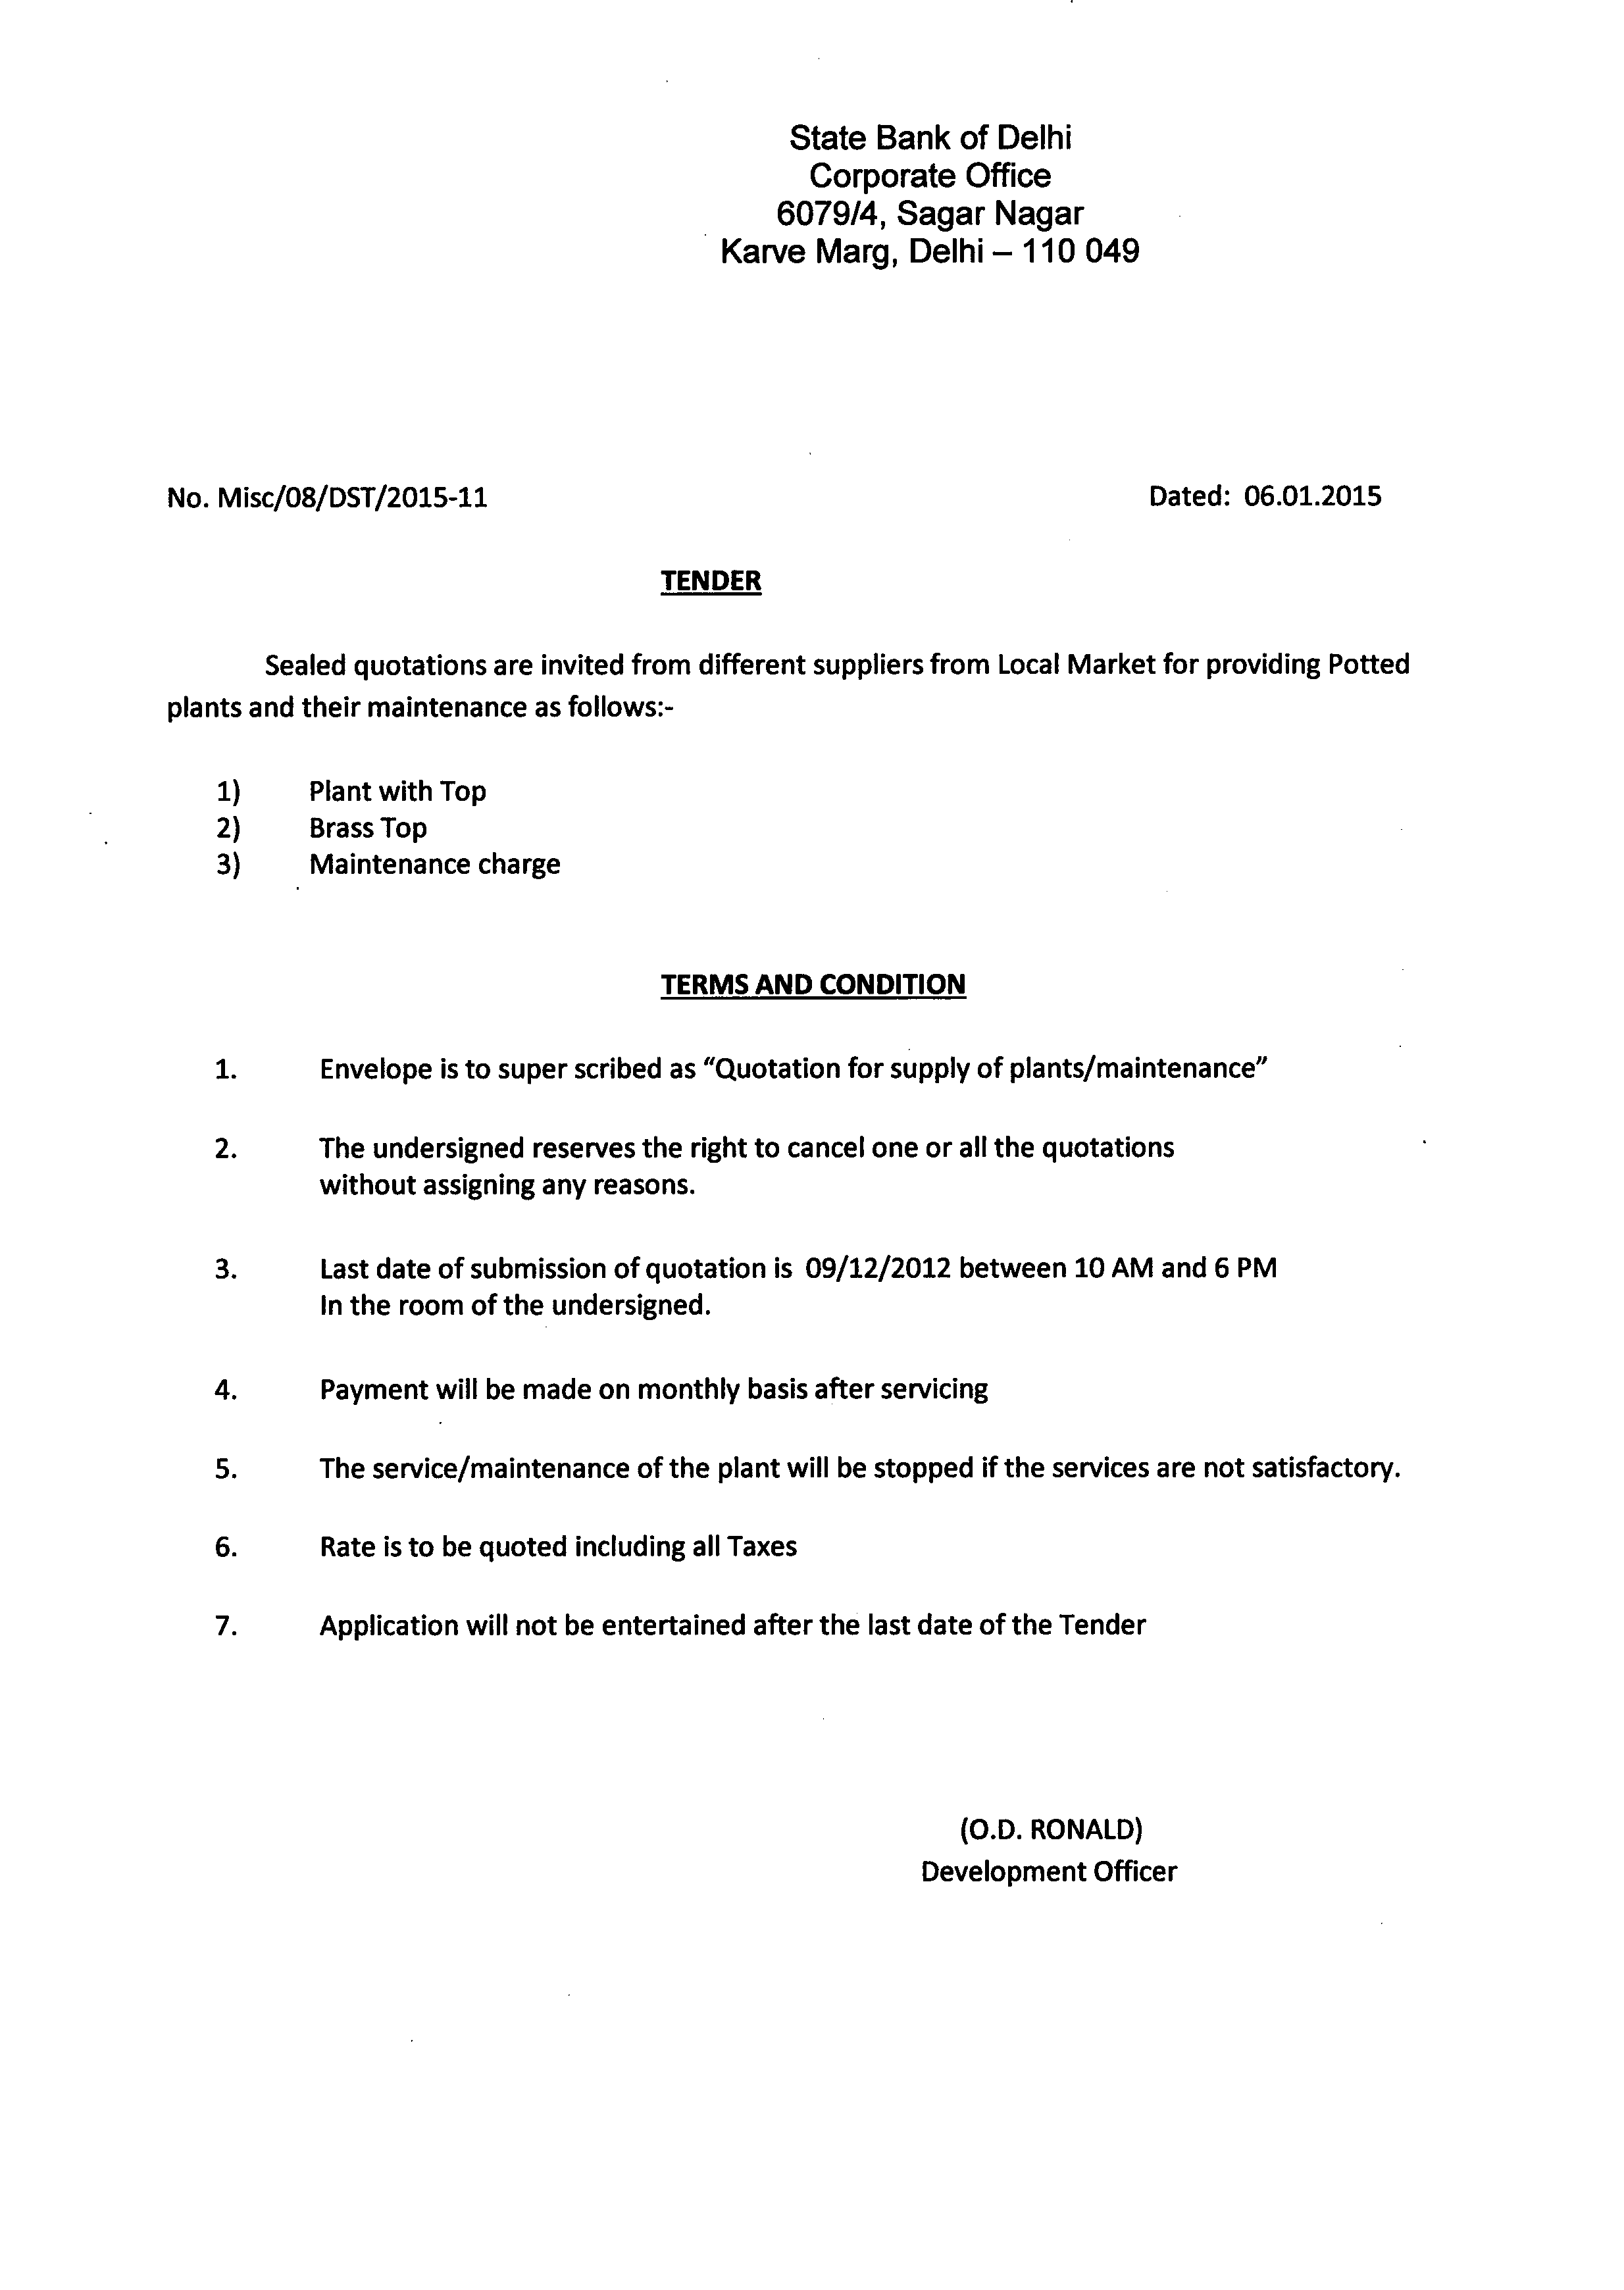 State Bank of Delhi
Corporate Office
6079/4, Sagar Nagar
Karve Marg, Delhi – 110 049
No. Misc/08/DST/2015-11 Dated: 06.01.2015
TENDER
Sealed quotations are invited from different suppliers from Local Market for providing Potted
plants and their maintenance as follows:-
1) Plant with Top
2) Brass Top
3) Maintenance charge
TERMS AND CONDITION
1. Envelope is to super scribed as “Quotation for supply of plants/maintenance”
2. The undersigned reserves the right to cancel one or all the quotations
without assigning any reasons.
3. Last date of submission of quotation is 09/12/2012 between 10 AM and 6 PM
In the room of the undersigned.
4. Payment will be made on monthly basis after servicing
5. The service/maintenance of the plant will be stopped if the services are not satisfactory.
6. Rate is to be quoted including all Taxes
7. Application will not be entertained after the last date of the Tender
(O.D. RONALD)
Development Officer